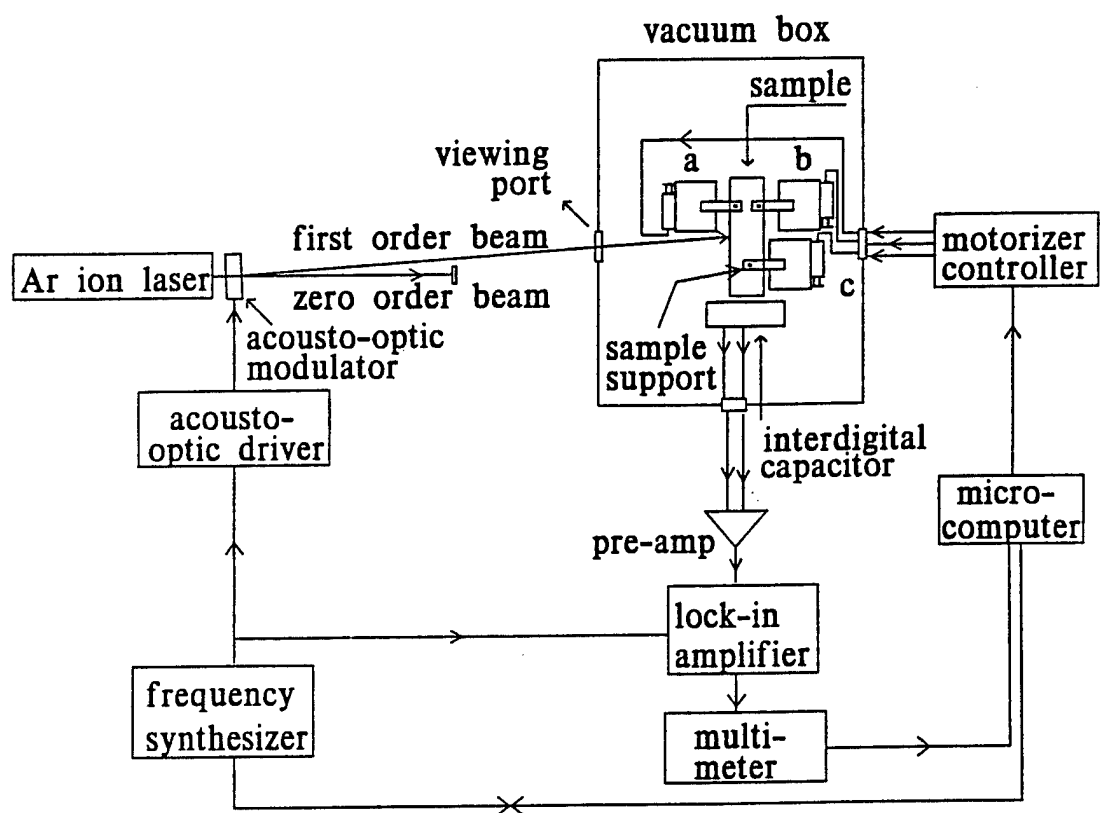 vacuum box
sample
viewing
port
a
b
first order beam
motorizer
controller
Ar ion laser
zero order beam
c
acousto-optic
modulator
sample
support
acousto-
optic driver
interdigital
capacitor
micro-
computer
pre-amp
lock-in
amplifier
frequency
synthesizer
multi-
meter